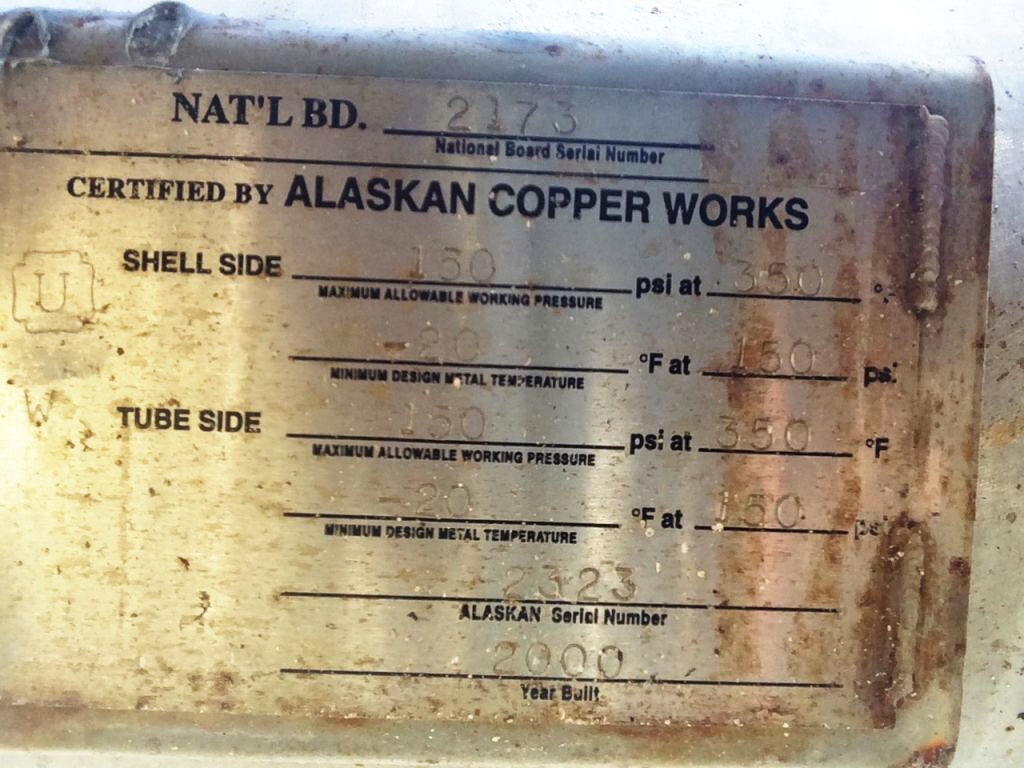 NAT'L BD. 2173
National Board Serial Number
CERTIFIED BY ALASKAN COPPER WORKS
U
SHELL SIDE 150 psi at 350 °
MAXIMUM ALLOWABLE WORKING PRESSURE
-20 °F at 150 psi
MINIMUM DESIGN METAL TEMPERATURE
W
TUBE SIDE 150 psi at 350 °F
MAXIMUM ALLOWABLE WORKING PRESSURE
-20 °F at 150 psi
MINIMUM DESIGN METAL TEMPERATURE
2323
ALASKAN Serial Number
2000
Year Built